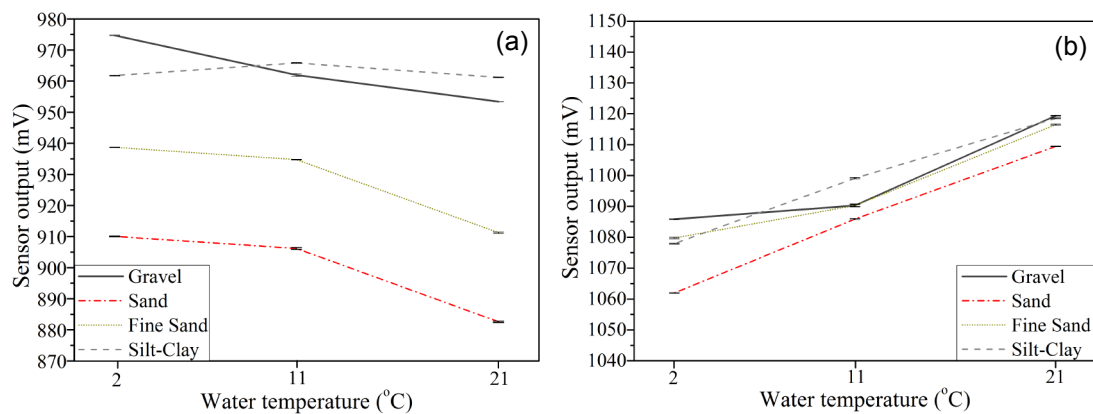 (a)
Sensor output (mV)
980
970
960
950
940
930
920
910
900
890
880
870
Gravel
Sand
Fine Sand
Silt-Clay
2
11
21
Water temperature (°C)
(b)
Sensor output (mV)
1150
1140
1130
1120
1110
1100
1090
1080
1070
1060
1050
1040
Gravel
Sand
Fine Sand
Silt-Clay
2
11
21
Water temperature (°C)